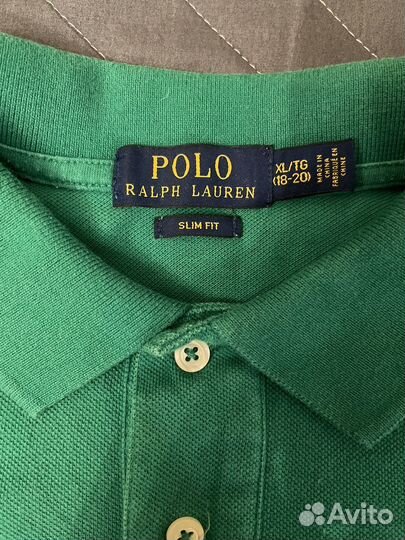 POLO
RALPH LAUREN
XL/TG
(18-20)
MADE IN
CHINA
FABRIQUÉ EN
CHINE
SLIM FIT
Avito